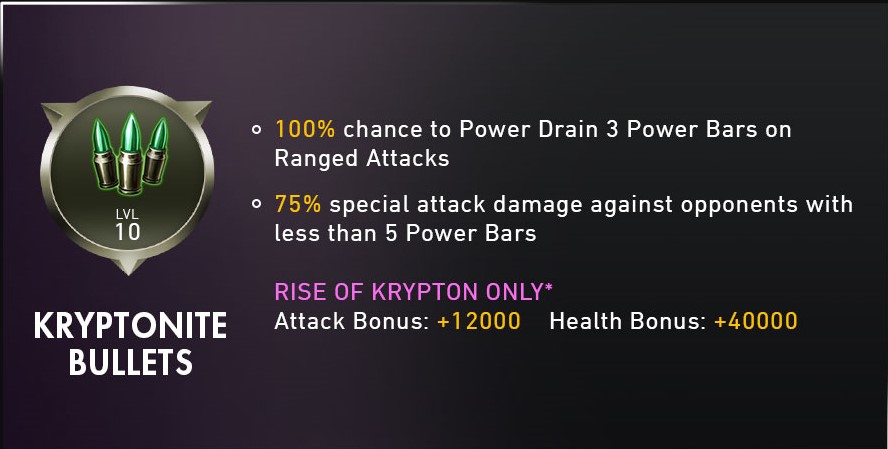 100% chance to Power Drain 3 Power Bars on
Ranged Attacks
75% special attack damage against opponents with
less than 5 Power Bars
LVL
10
RISE OF KRYPTON ONLY*
Attack Bonus: +12000 Health Bonus: +40000
KRYPTONITE
BULLETS